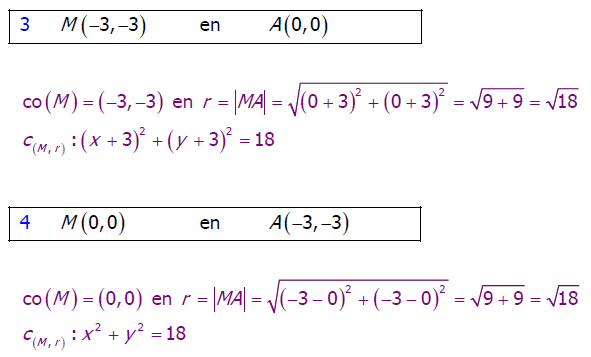 3 M(−3,−3) en A(0,0)
co(M) = (−3,−3) en r = |MA| = √((0 + 3)² + (0 + 3)²) = √(9 + 9) = √18
c₍M, r₎ : (x + 3)² + (y + 3)² = 18
4 M(0,0) en A(−3,−3)
co(M) = (0,0) en r = |MA| = √((−3 − 0)² + (−3 − 0)²) = √(9 + 9) = √18
c₍M, r₎ : x² + y² = 18